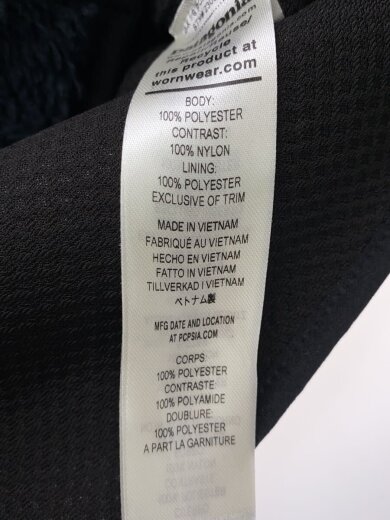 Patagonia
Recycle
this product at
wornwear.com
BODY:
100% POLYESTER
CONTRAST:
100% NYLON
LINING:
100% POLYESTER
EXCLUSIVE OF TRIM
MADE IN VIETNAM
FABRIQUÉ AU VIETNAM
HECHO EN VIETNAM
FATTO IN VIETNAM
TILLVERKAD I VIETNAM
ベトナム製
MFG DATE AND LOCATION
AT PCPSIA.COM
CORPS:
100% POLYESTER
CONTRASTE:
100% POLYAMIDE
DOUBLURE:
100% POLYESTER
A PART LA GARNITURE